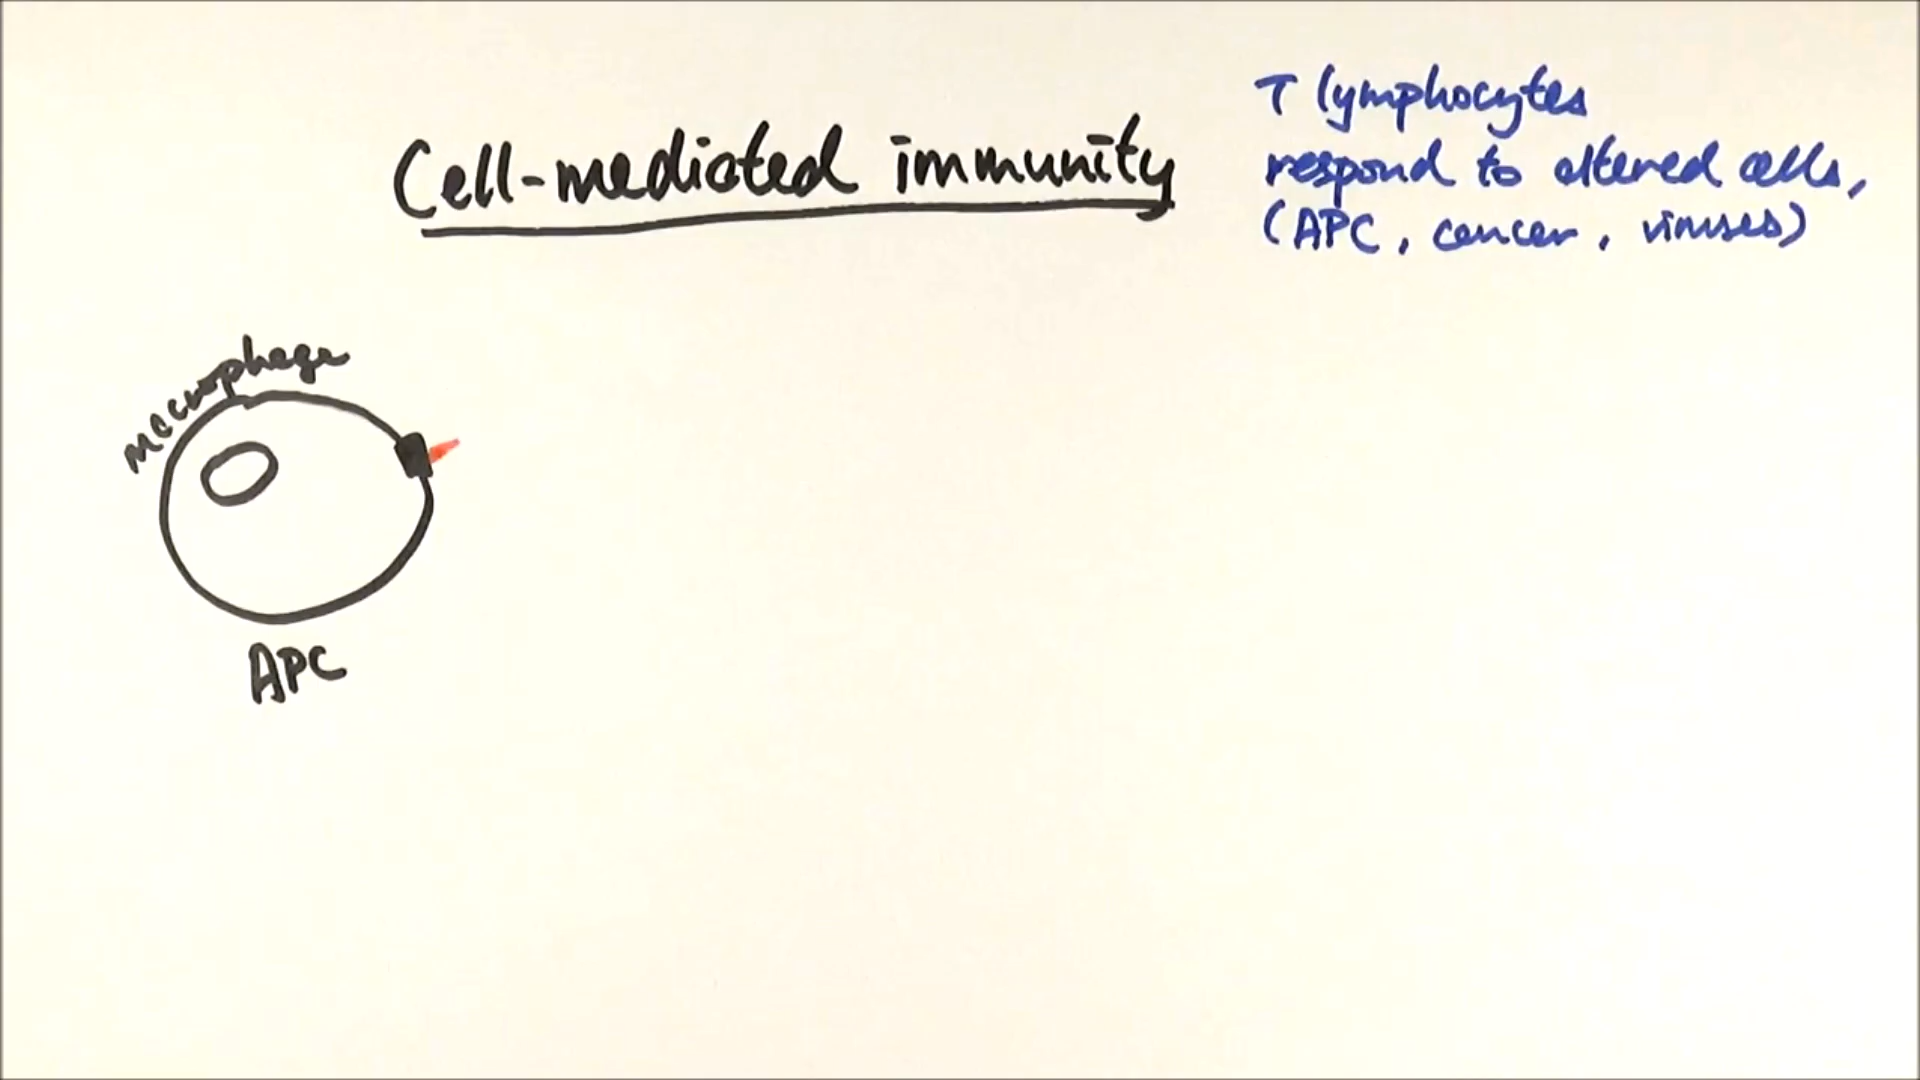 Cell-mediated immunity
T lymphocytes
respond to altered cells,
(APC, cancer, viruses)
macrophage
APC